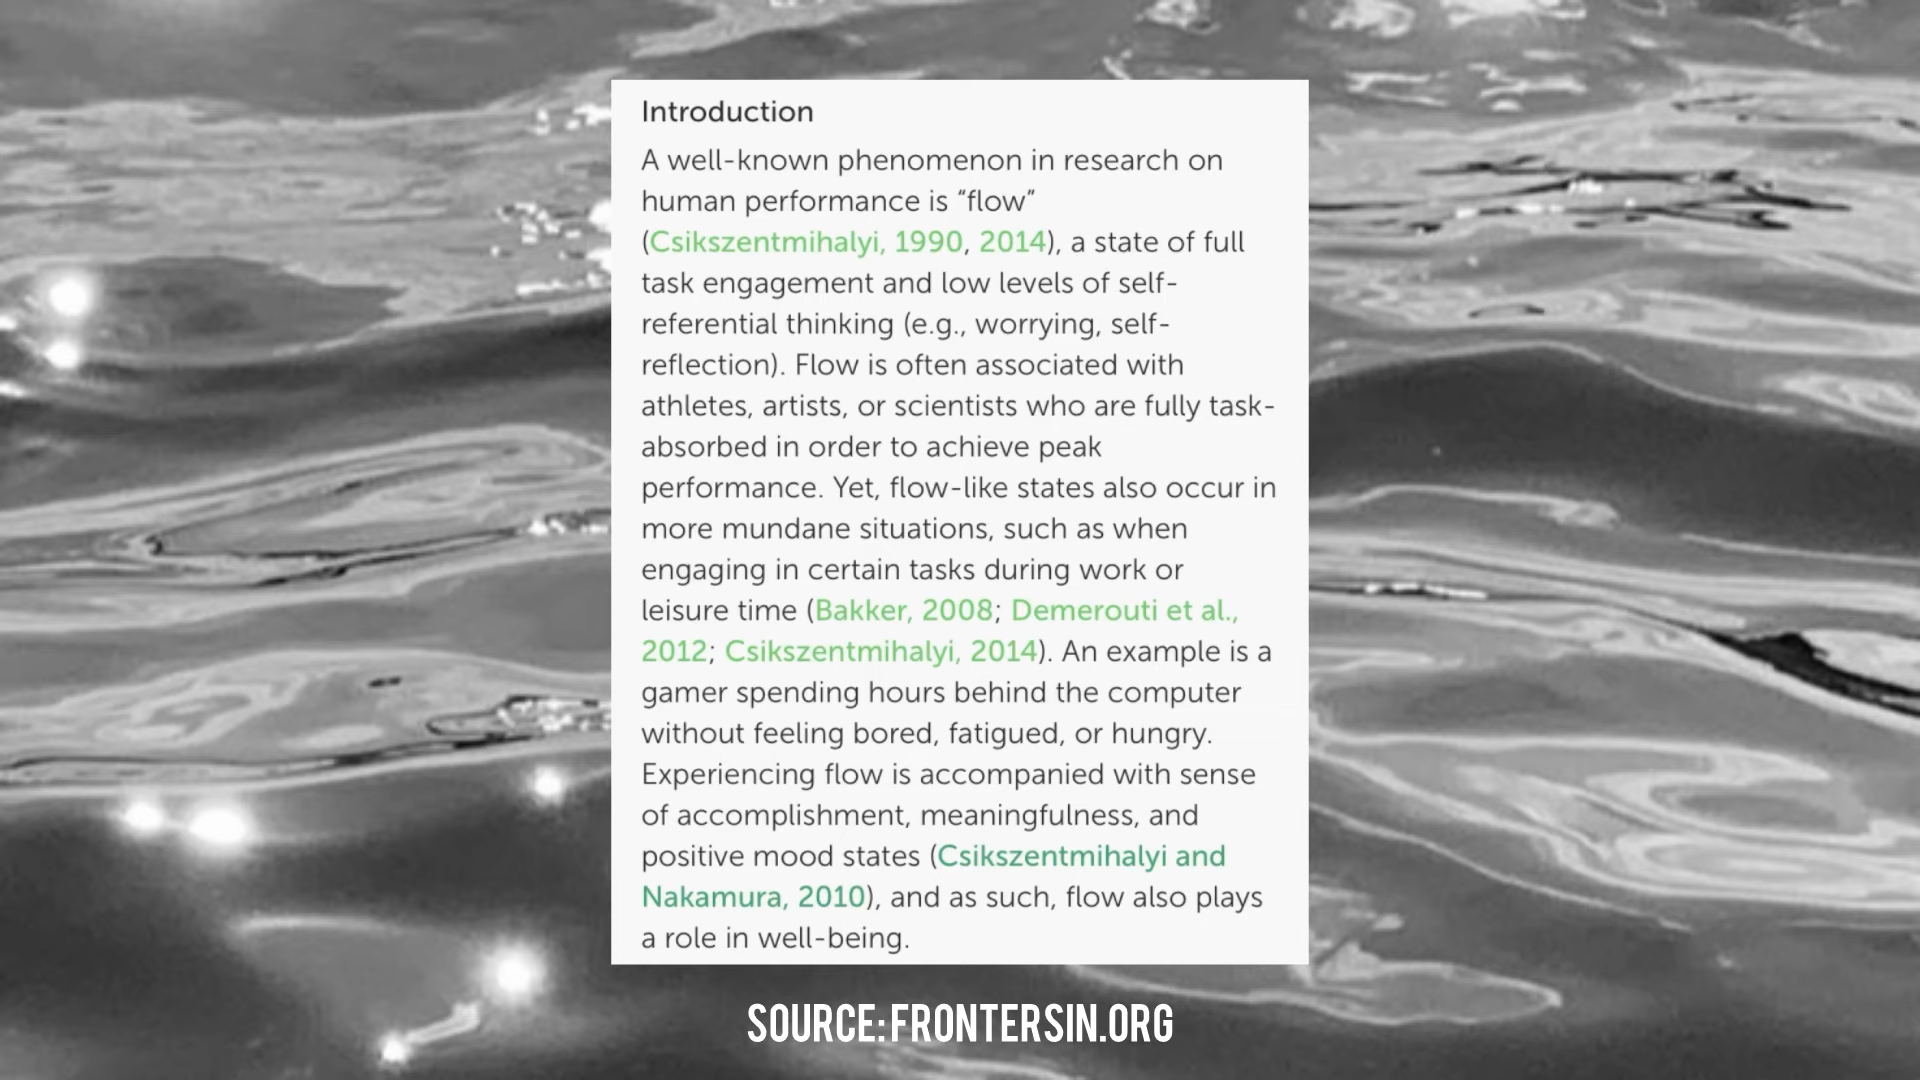 Introduction
A well-known phenomenon in research on
human performance is “flow”
(Csikszentmihalyi, 1990, 2014), a state of full
task engagement and low levels of self-
referential thinking (e.g., worrying, self-
reflection). Flow is often associated with
athletes, artists, or scientists who are fully task-
absorbed in order to achieve peak
performance. Yet, flow-like states also occur in
more mundane situations, such as when
engaging in certain tasks during work or
leisure time (Bakker, 2008; Demerouti et al.,
2012; Csikszentmihalyi, 2014). An example is a
gamer spending hours behind the computer
without feeling bored, fatigued, or hungry.
Experiencing flow is accompanied with sense
of accomplishment, meaningfulness, and
positive mood states (Csikszentmihalyi and
Nakamura, 2010), and as such, flow also plays
a role in well-being.
SOURCE: FRONTERSIN.ORG